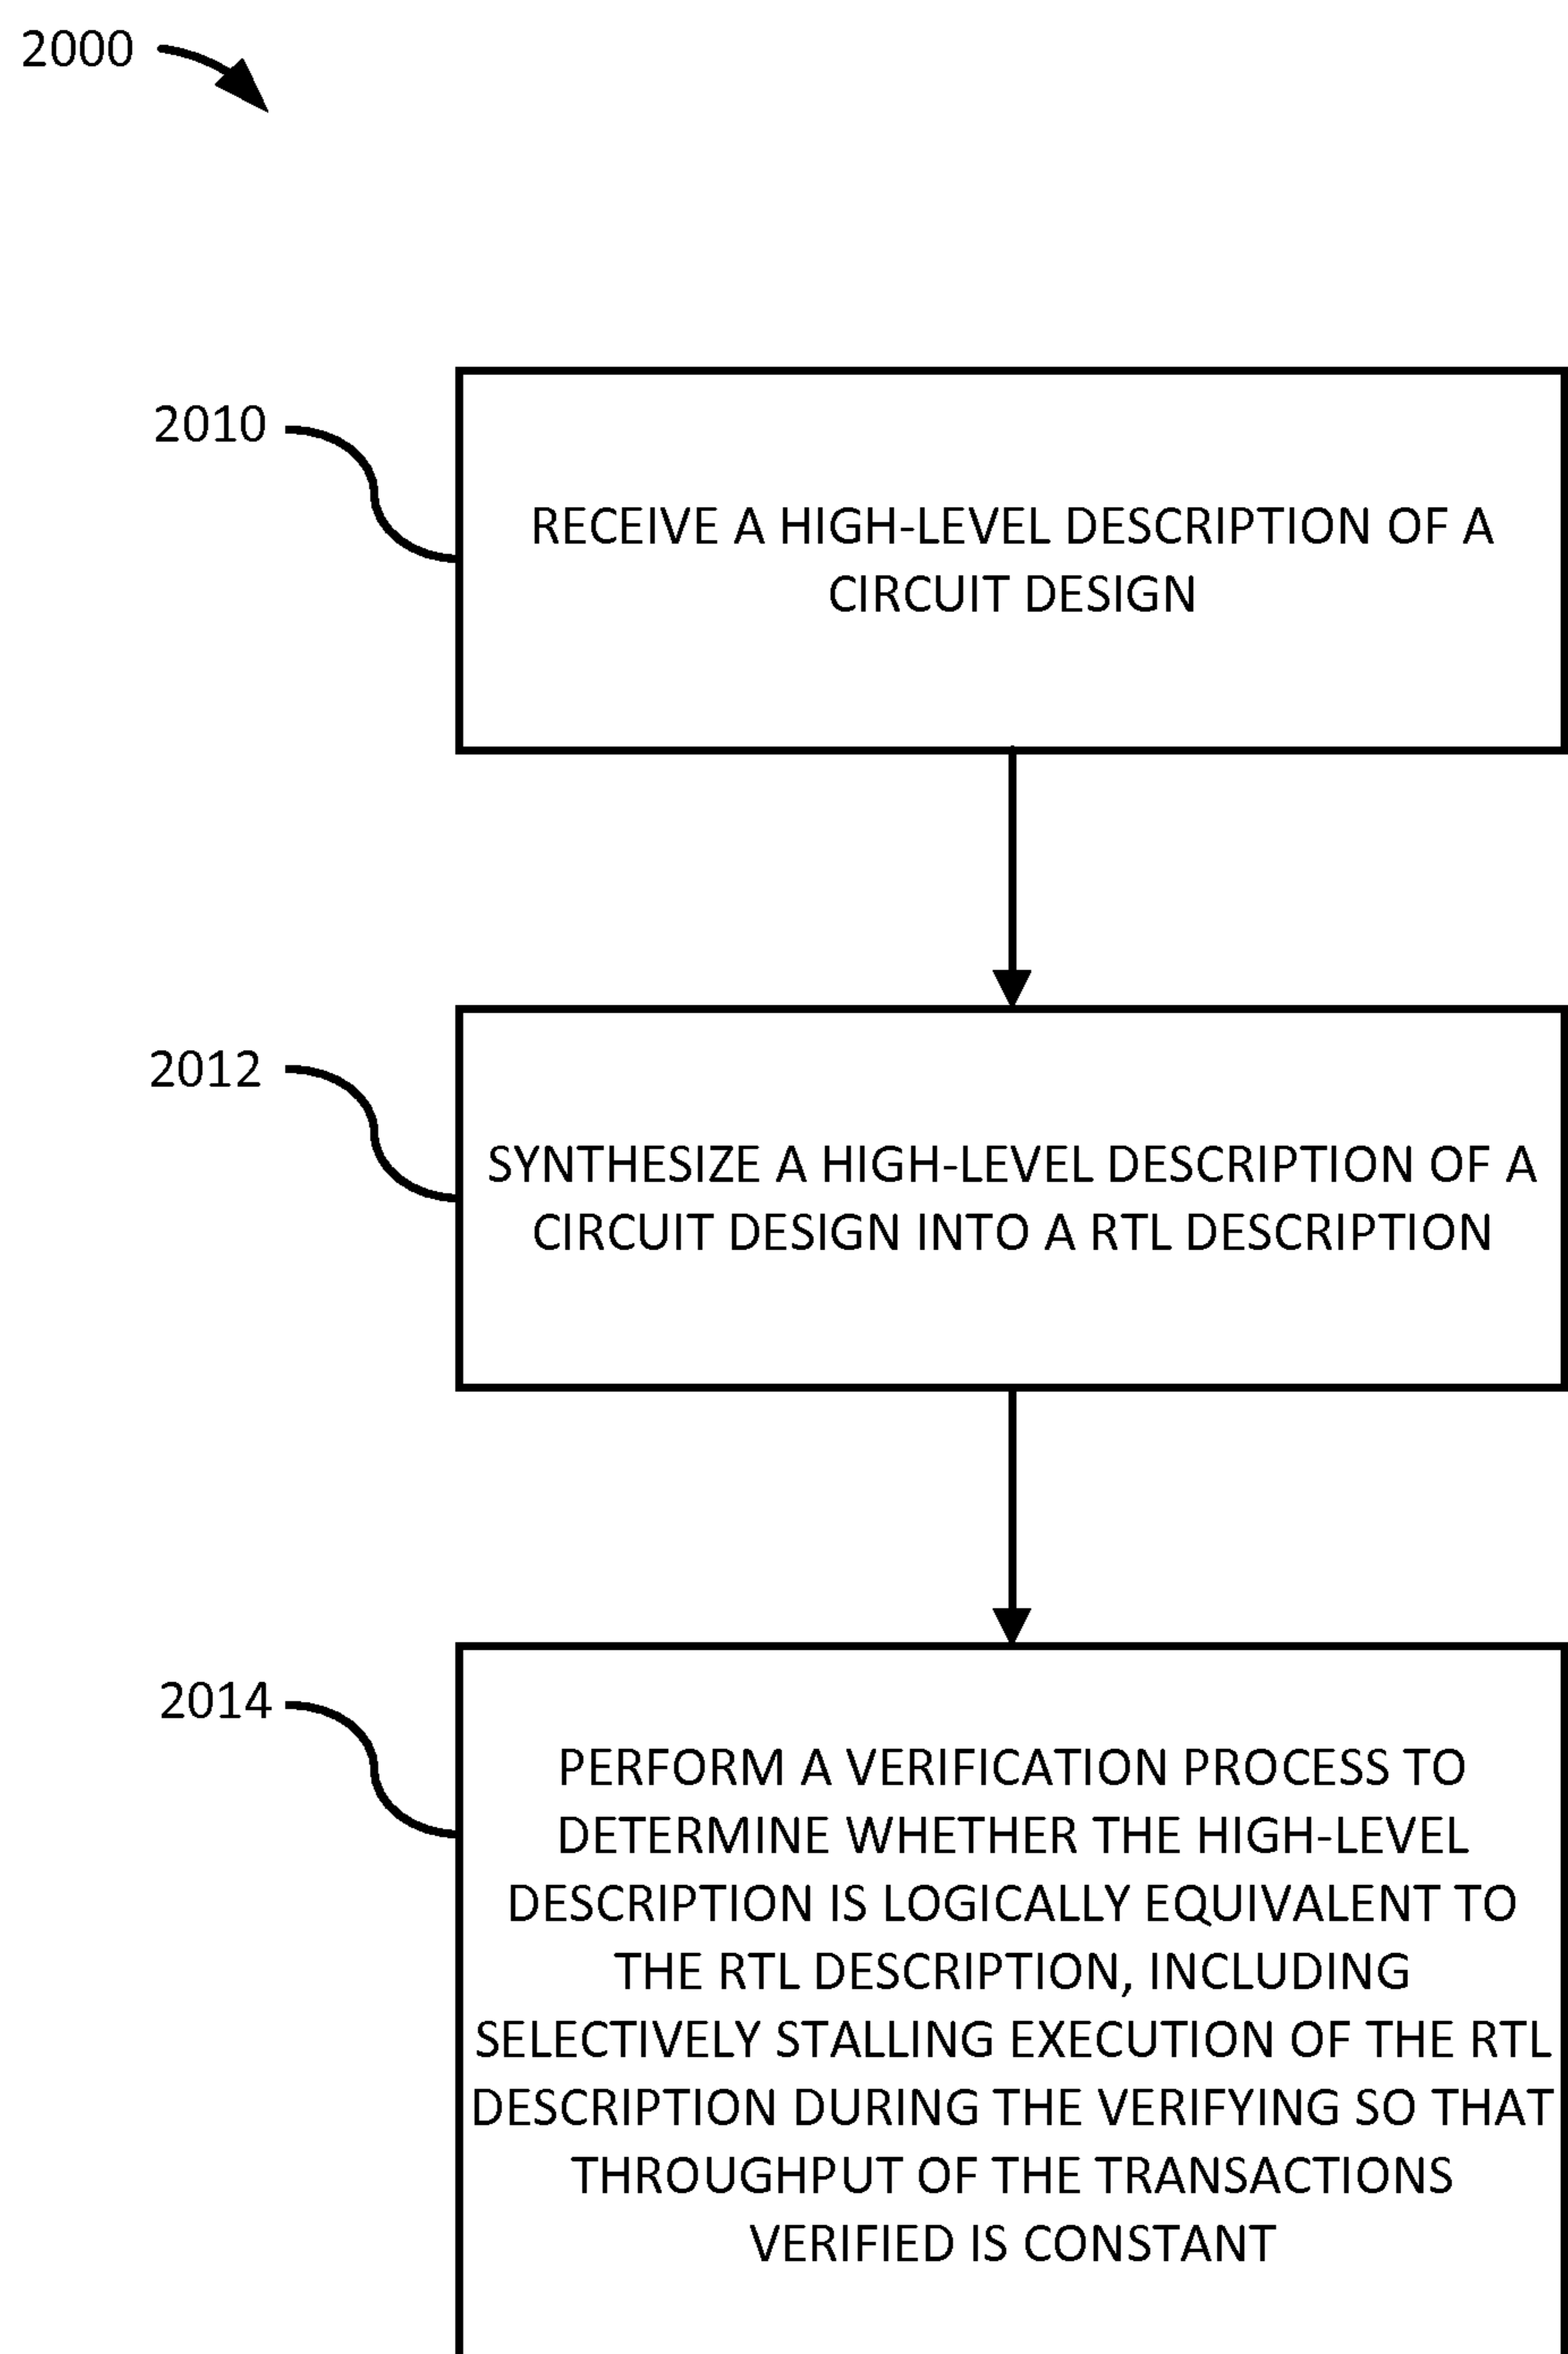 2000
2010
RECEIVE A HIGH-LEVEL DESCRIPTION OF A
CIRCUIT DESIGN
2012
SYNTHESIZE A HIGH-LEVEL DESCRIPTION OF A
CIRCUIT DESIGN INTO A RTL DESCRIPTION
2014
PERFORM A VERIFICATION PROCESS TO
DETERMINE WHETHER THE HIGH-LEVEL
DESCRIPTION IS LOGICALLY EQUIVALENT TO
THE RTL DESCRIPTION, INCLUDING
SELECTIVELY STALLING EXECUTION OF THE RTL
DESCRIPTION DURING THE VERIFYING SO THAT
THROUGHPUT OF THE TRANSACTIONS
VERIFIED IS CONSTANT